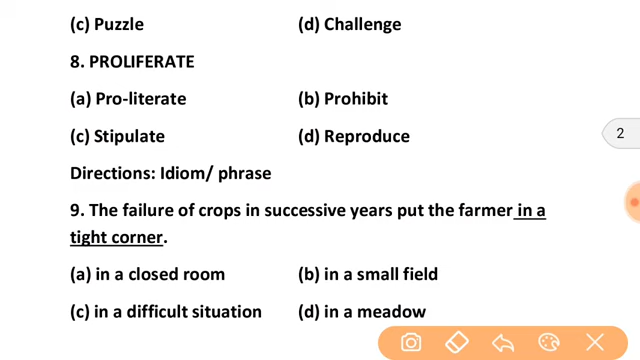 (c) Puzzle (d) Challenge
8. PROLIFERATE
(a) Pro-literate (b) Prohibit
(c) Stipulate (d) Reproduce
Directions: Idiom/ phrase
9. The failure of crops in successive years put the farmer in a
tight corner.
(a) in a closed room (b) in a small field
(c) in a difficult situation (d) in a meadow
2